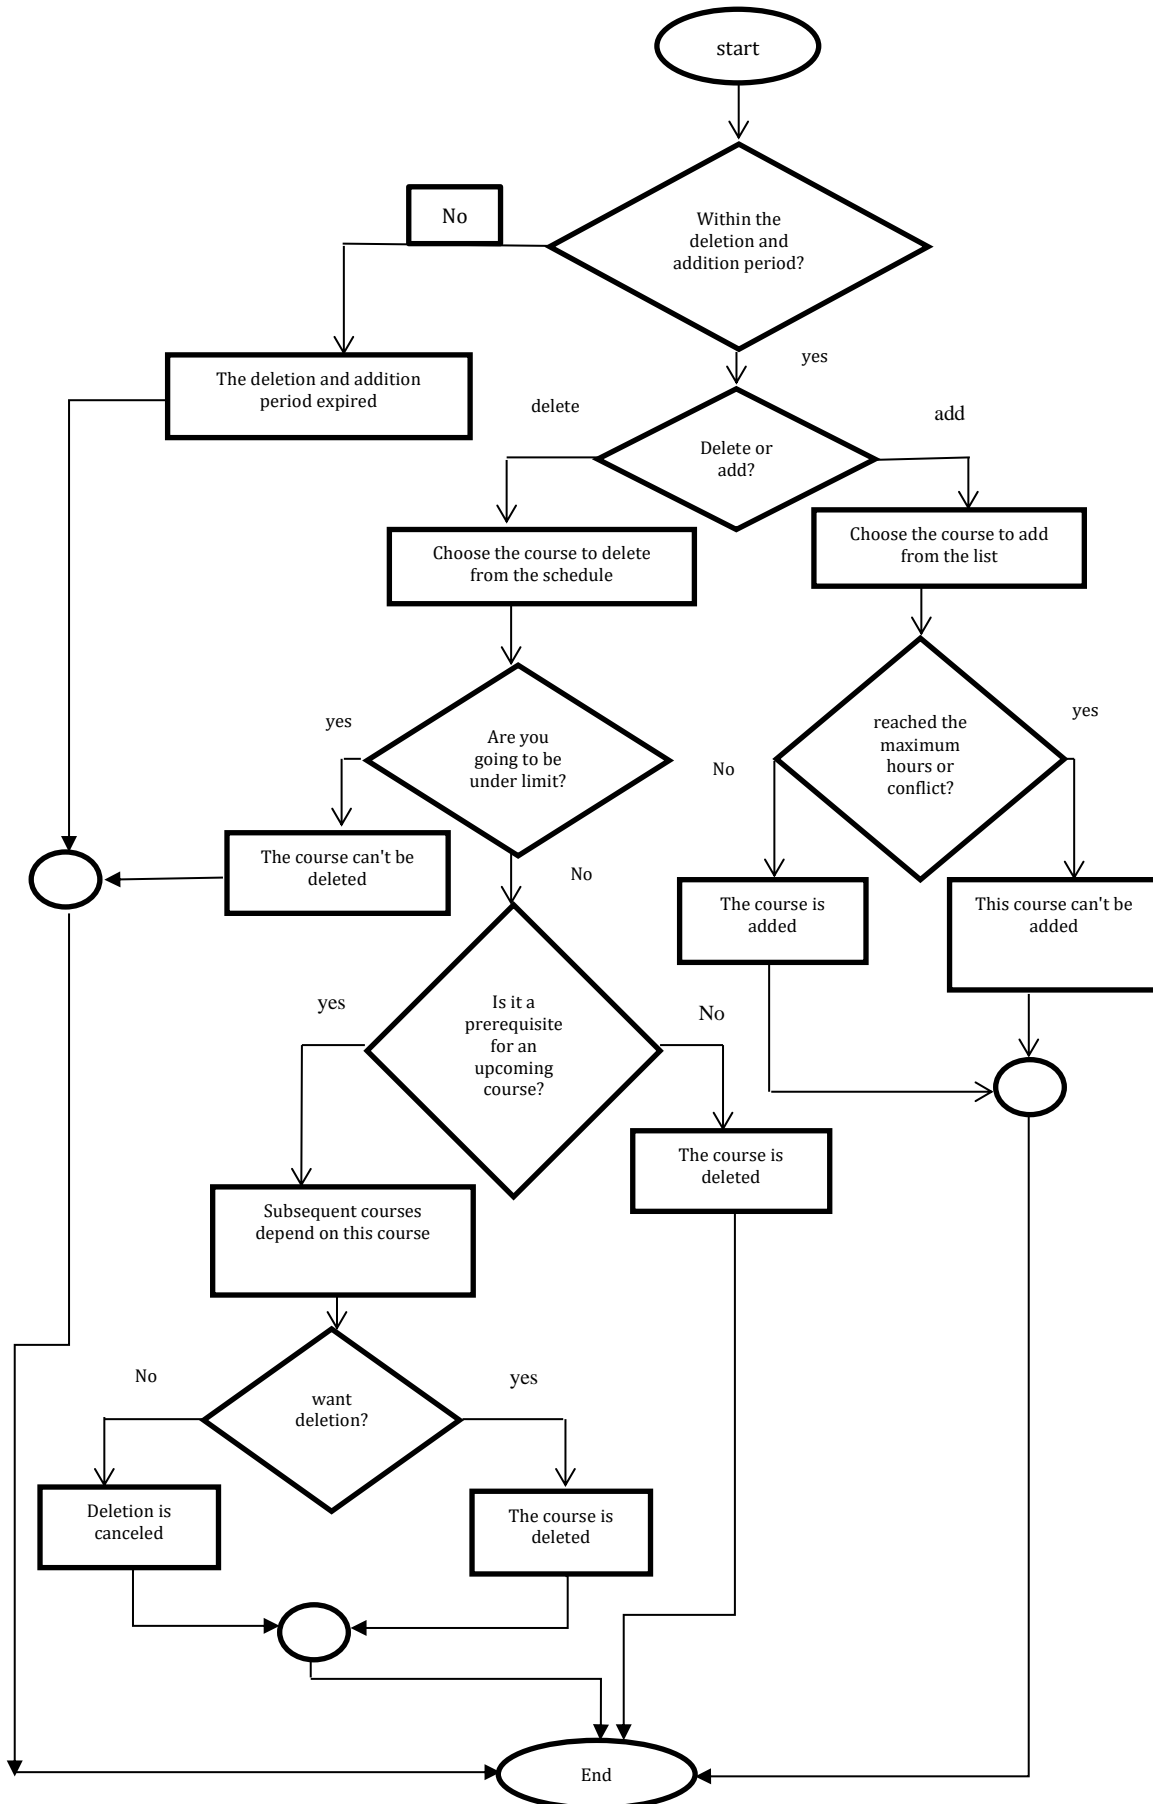 start
No
Within the
deletion and
addition period?
yes
The deletion and addition
period expired
delete
add
Delete or
add?
Choose the course to delete
from the schedule
Choose the course to add
from the list
yes
Are you
going to be
under limit?
No
reached the
maximum
hours or
conflict?
yes
The course can't be
deleted
No
The course is
added
This course can't be
added
yes
Is it a
prerequisite
for an
upcoming
course?
No
The course is
deleted
Subsequent courses
depend on this course
No
want
deletion?
yes
Deletion is
canceled
The course is
deleted
End